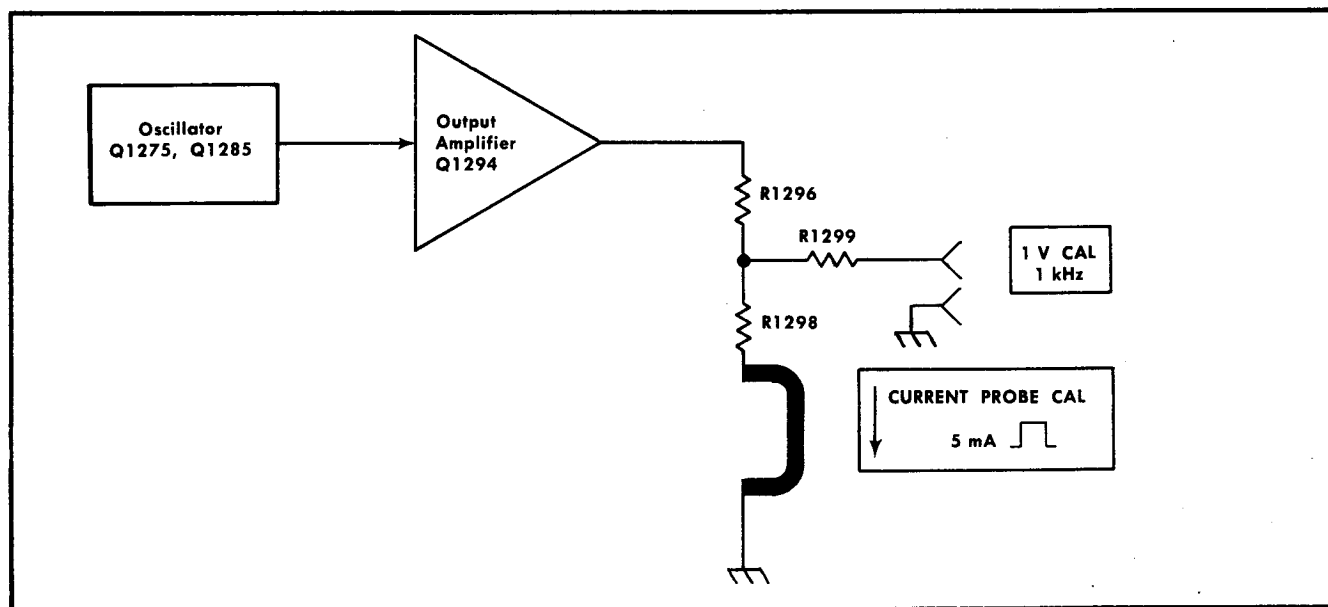 Oscillator
Q1275, Q1285
Output
Amplifier
Q1294
R1296
R1299
1 V CAL
1 kHz
R1298
CURRENT PROBE CAL
5 mA